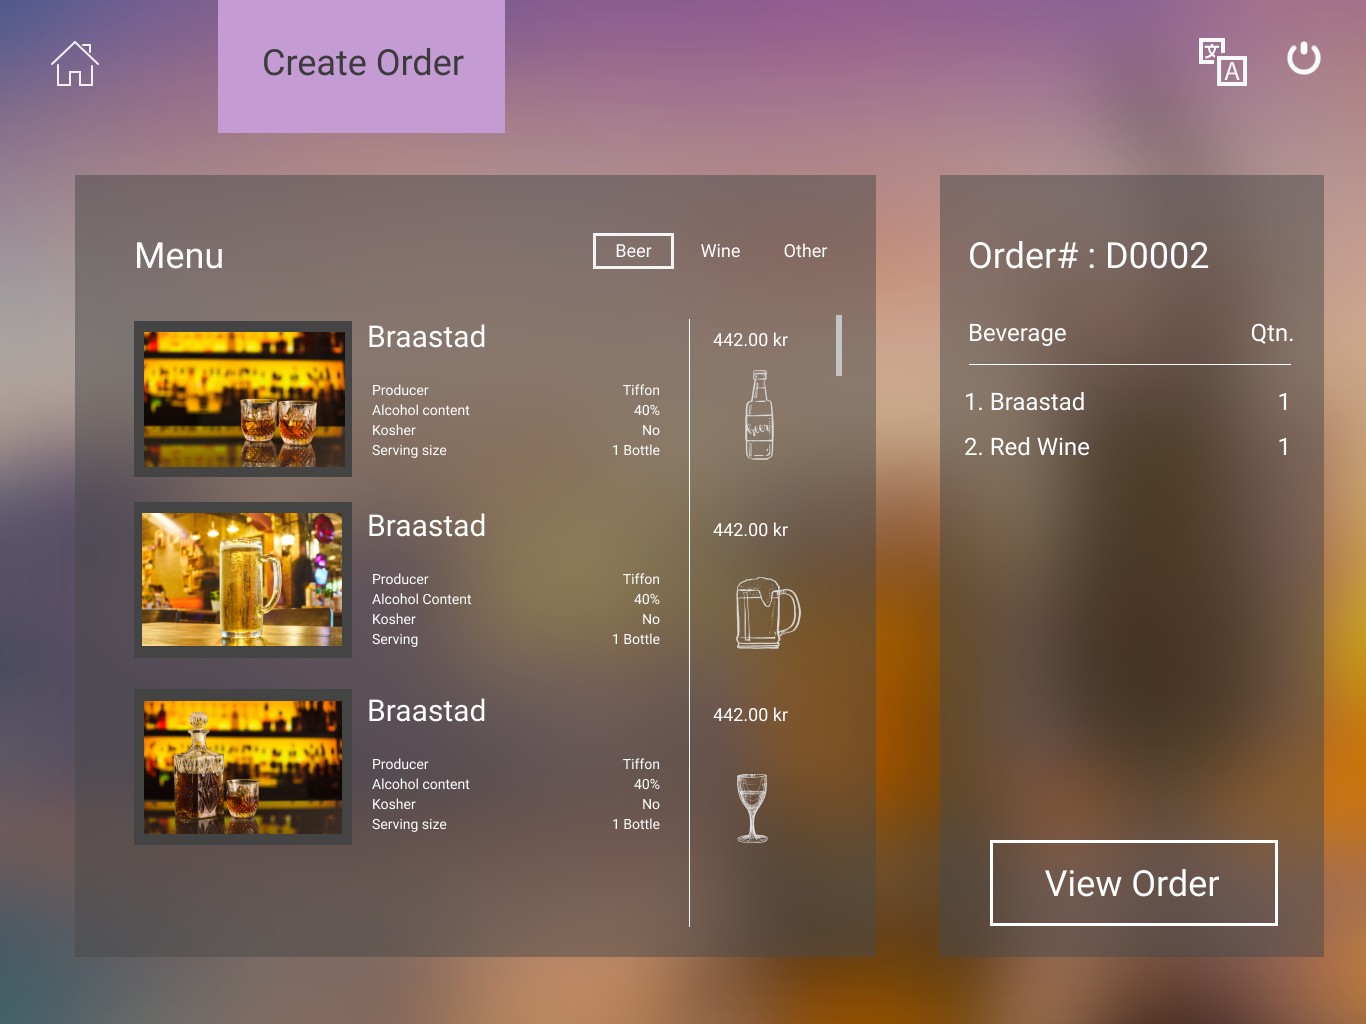 Create Order
文
A
Menu
Beer Wine Other
Braastad
442.00 kr
Producer Tiffon
Alcohol content 40%
Kosher No
Serving size 1 Bottle
beer
Braastad
442.00 kr
Producer Tiffon
Alcohol Content 40%
Kosher No
Serving 1 Bottle
Braastad
442.00 kr
Producer Tiffon
Alcohol content 40%
Kosher No
Serving size 1 Bottle
Order# : D0002
Beverage Qtn.
1. Braastad 1
2. Red Wine 1
View Order